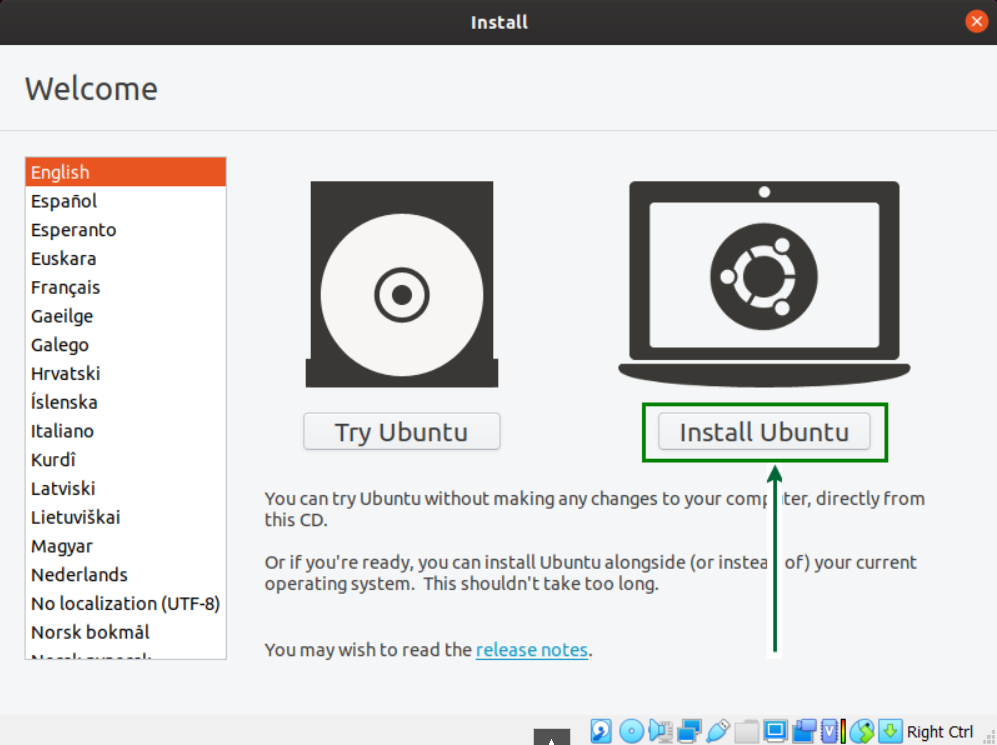 Install
Welcome
English
Español
Esperanto
Euskara
Français
Gaeilge
Galego
Hrvatski
Íslenska
Italiano
Kurdî
Latviski
Lietuviškai
Magyar
Nederlands
No localization (UTF-8)
Norsk bokmål
Try Ubuntu
Install Ubuntu
You can try Ubuntu without making any changes to your computer, directly from
this CD.
Or if you're ready, you can install Ubuntu alongside (or instead of) your current
operating system. This shouldn't take too long.
You may wish to read the release notes.
Right Ctrl